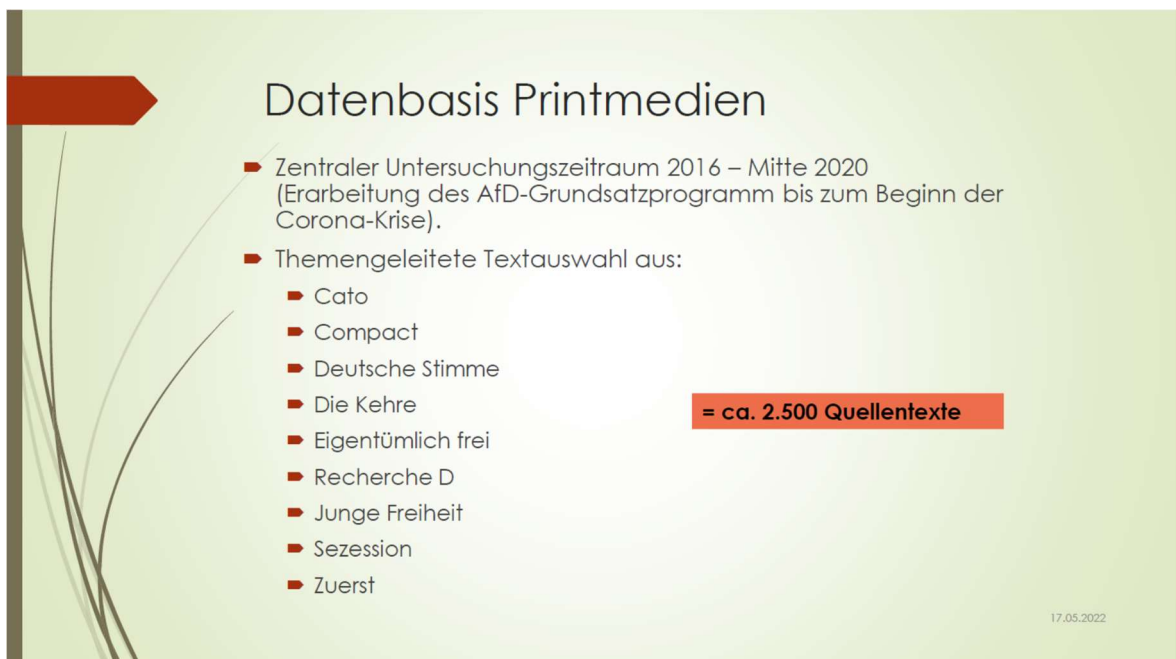 Datenbasis Printmedien
Zentraler Untersuchungszeitraum 2016 – Mitte 2020
(Erarbeitung des AfD-Grundsatzprogramm bis zum Beginn der
Corona-Krise).
Themengeleitete Textauswahl aus:
Cato
Compact
Deutsche Stimme
Die Kehre
= ca. 2.500 Quellentexte
Eigentümlich frei
Recherche D
Junge Freiheit
Sezession
Zuerst
17.05.2022